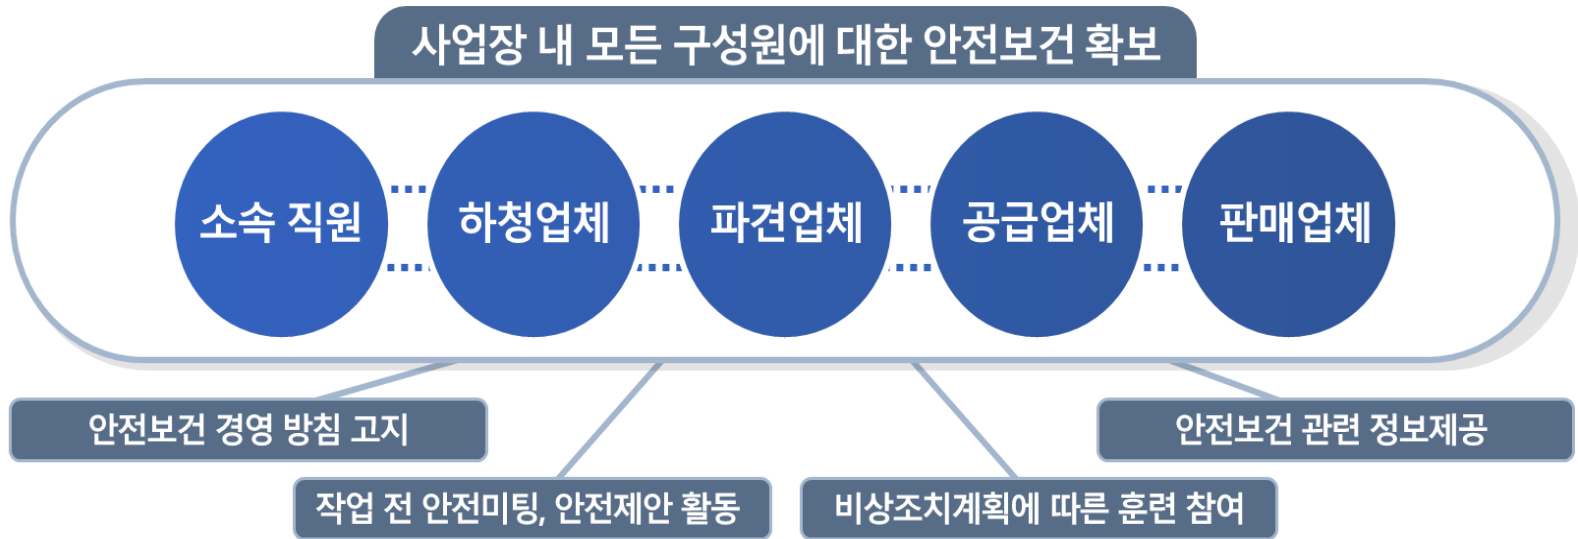 사업장 내 모든 구성원에 대한 안전보건 확보
소속 직원
하청업체
파견업체
공급업체
판매업체
안전보건 경영 방침 고지
안전보건 관련 정보제공
작업 전 안전미팅, 안전제안 활동
비상조치계획에 따른 훈련 참여